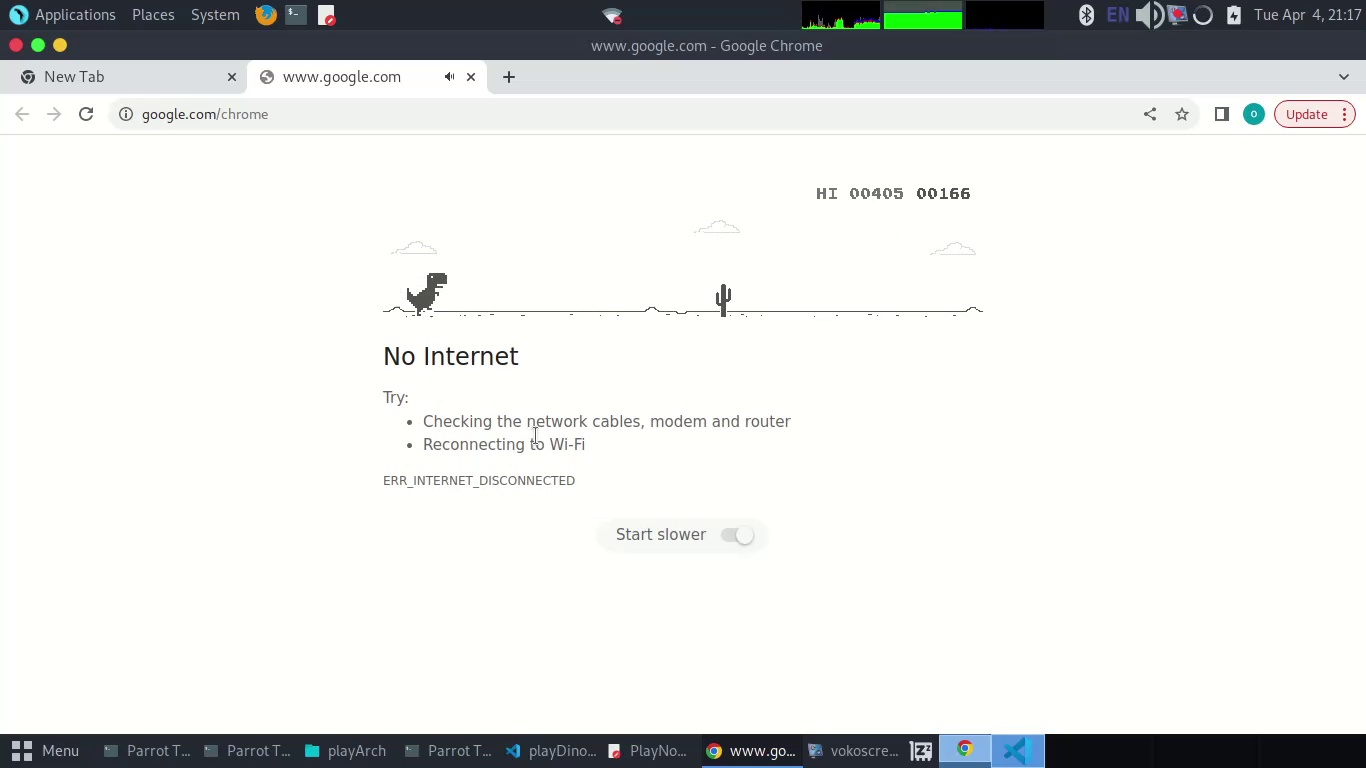 Applications Places System EN Tue Apr 4, 21:17
www.google.com - Google Chrome
New Tab www.google.com
google.com/chrome o Update
HI 00405 00166
No Internet
Try:
• Checking the network cables, modem and router
• Reconnecting to Wi-Fi
ERR_INTERNET_DISCONNECTED
Start slower
Menu Parrot T... Parrot T... playArch Parrot T... playDino... PlayNo... www.go... vokoscre...